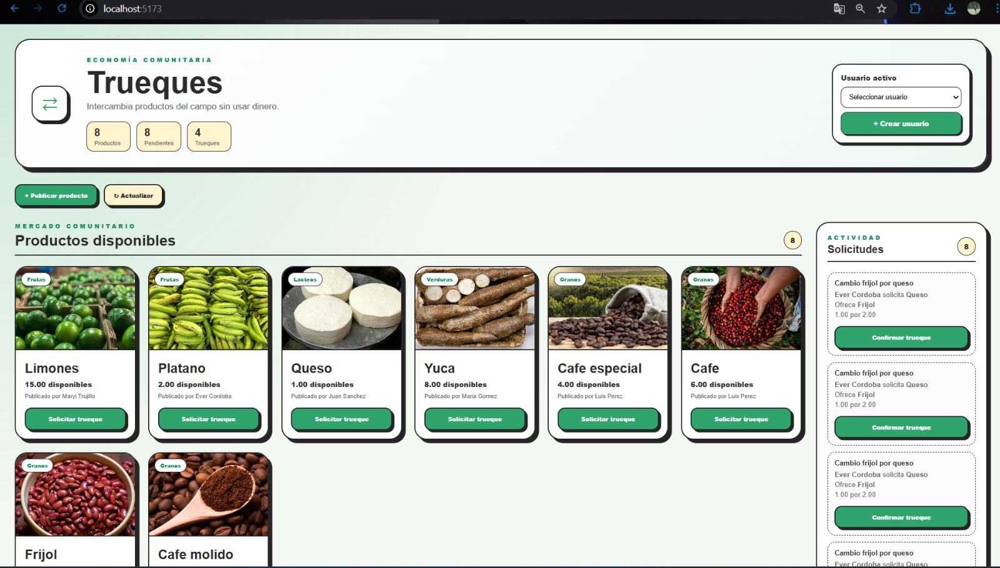 localhost:5173
ECONOMÍA COMUNITARIA
Trueques
Intercambia productos del campo sin usar dinero.
8
Productos
8
Pendientes
4
Trueques
Usuario activo
Seleccionar usuario
+ Crear usuario
+ Publicar producto
↻ Actualizar
MERCADO COMUNITARIO
Productos disponibles
8
Frutas
Limones
15.00 disponibles
Publicado por Maryi Trujillo
Solicitar trueque
Frutas
Platano
2.00 disponibles
Publicado por Ever Cordoba
Solicitar trueque
Lacteos
Queso
1.00 disponibles
Publicado por Juan Sanchez
Solicitar trueque
Verduras
Yuca
8.00 disponibles
Publicado por Maria Gomez
Solicitar trueque
Granos
Cafe especial
4.00 disponibles
Publicado por Luis Perez
Solicitar trueque
Granos
Cafe
6.00 disponibles
Publicado por Luis Perez
Solicitar trueque
Granos
Frijol
Granos
Cafe molido
ACTIVIDAD
Solicitudes
8
Cambio frijol por queso
Ever Cordoba solicita Queso
Ofrece Frijol
1.00 por 2.00
Confirmar trueque
Cambio frijol por queso
Ever Cordoba solicita Queso
Ofrece Frijol
1.00 por 2.00
Confirmar trueque
Cambio frijol por queso
Ever Cordoba solicita Queso
Ofrece Frijol
1.00 por 2.00
Confirmar trueque
Cambio frijol por queso
Ever Cordoba solicita Queso